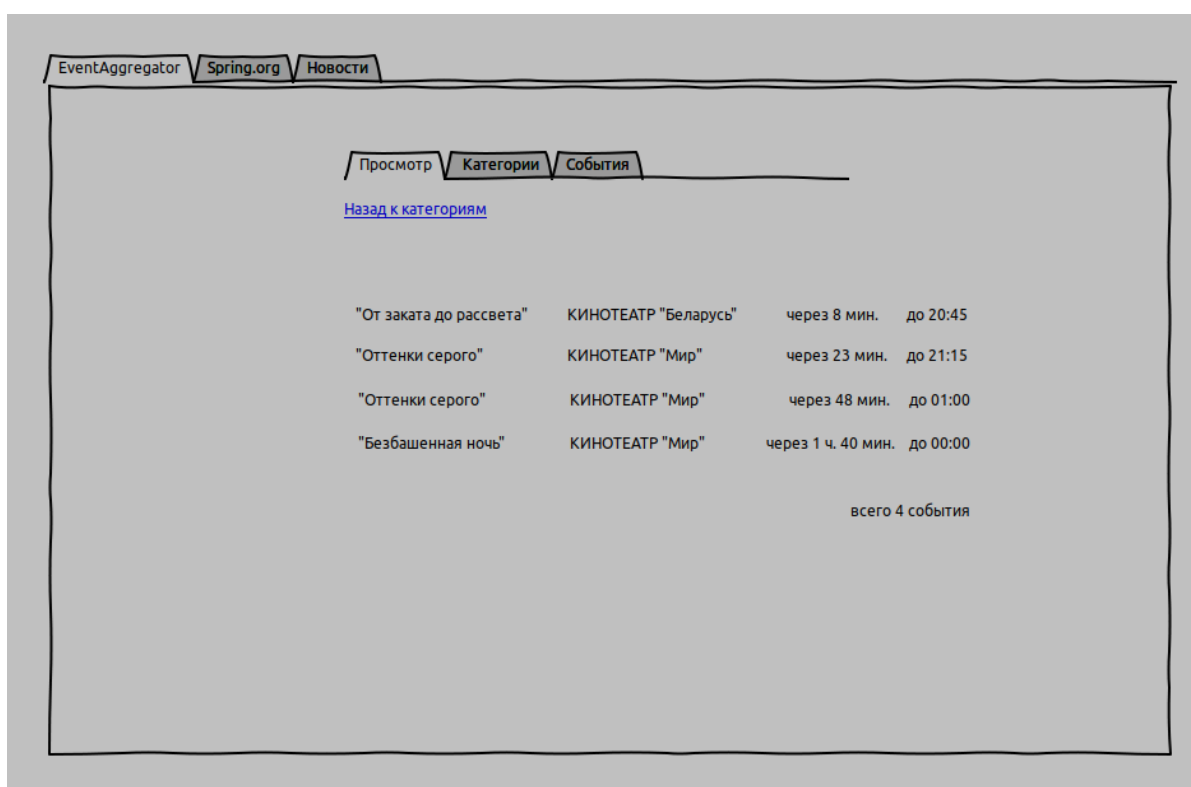 EventAggregator Spring.org Новости
Просмотр Категории События
Назад к категориям
"От заката до рассвета" КИНОТЕАТР "Беларусь" через 8 мин. до 20:45
"Оттенки серого" КИНОТЕАТР "Мир" через 23 мин. до 21:15
"Оттенки серого" КИНОТЕАТР "Мир" через 48 мин. до 01:00
"Безбашенная ночь" КИНОТЕАТР "Мир" через 1 ч. 40 мин. до 00:00
всего 4 события